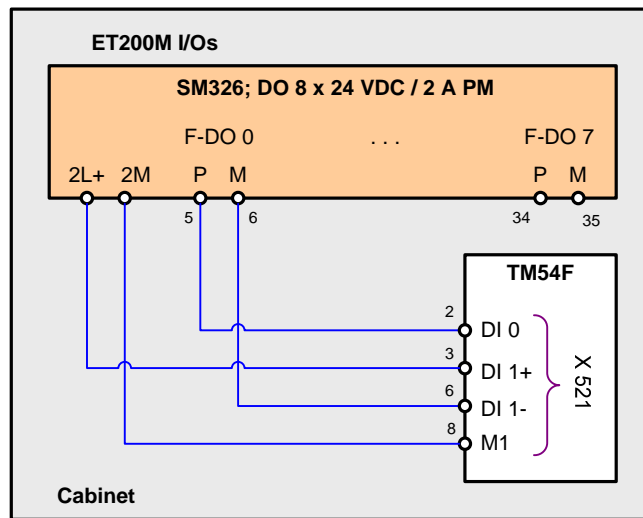 ET200M I/Os
SM326; DO 8 x 24 VDC / 2 A PM
F-DO 0 . . . F-DO 7
2L+ 2M P M P M
5 6 34 35
TM54F
2 DI 0
3 DI 1+
6 DI 1-
8 M1
X 521
Cabinet